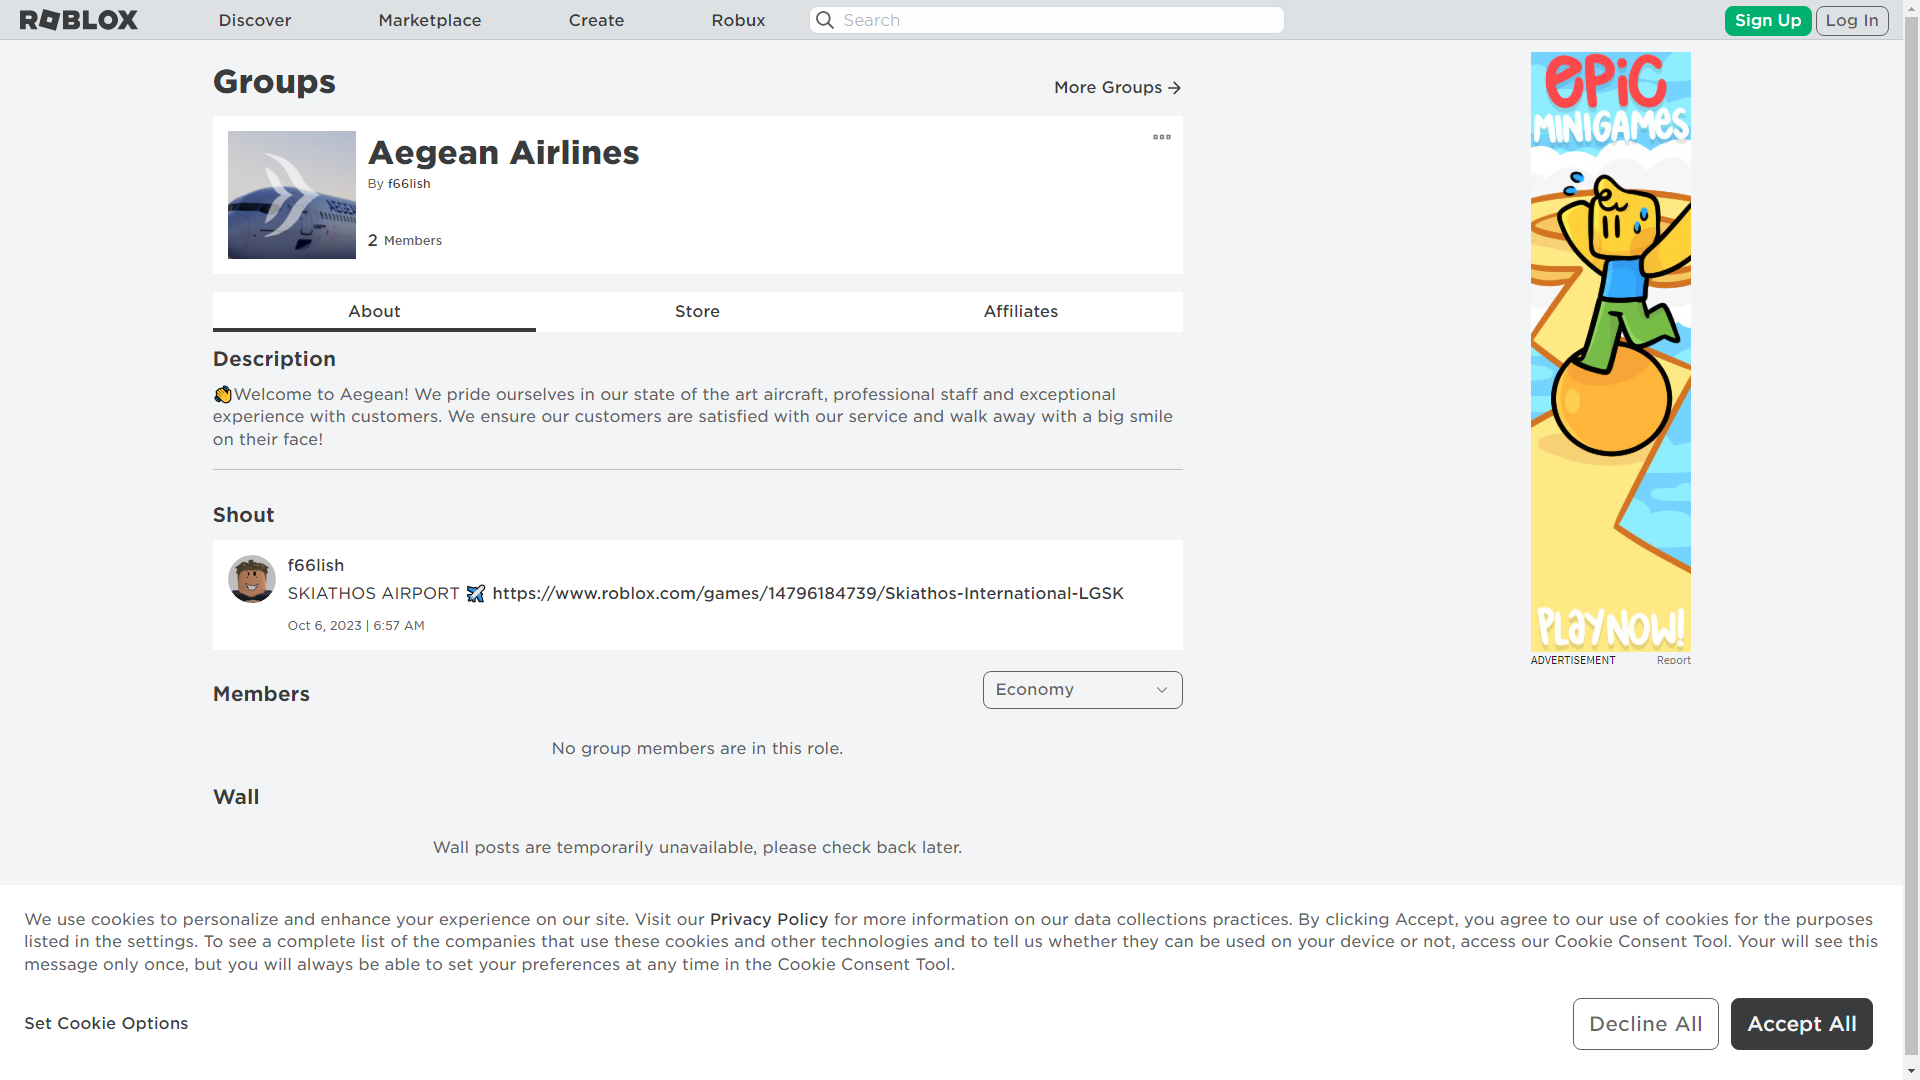 ROBLOX
Discover
Marketplace
Create
Robux
Search
Sign Up
Log In
Groups
More Groups
Aegean Airlines
By f66lish
2 Members
AEGEAN
About
Store
Affiliates
Description
👏Welcome to Aegean! We pride ourselves in our state of the art aircraft, professional staff and exceptional
experience with customers. We ensure our customers are satisfied with our service and walk away with a big smile
on their face!
Shout
f66lish
SKIATHOS AIRPORT ✈️ https://www.roblox.com/games/14796184739/Skiathos-International-LGSK
Oct 6, 2023 | 6:57 AM
Members
Economy
No group members are in this role.
Wall
Wall posts are temporarily unavailable, please check back later.
EPIC
MINIGAMES
PLAY NOW!
ADVERTISEMENT
Report
We use cookies to personalize and enhance your experience on our site. Visit our Privacy Policy for more information on our data collections practices. By clicking Accept, you agree to our use of cookies for the purposes
listed in the settings. To see a complete list of the companies that use these cookies and other technologies and to tell us whether they can be used on your device or not, access our Cookie Consent Tool. Your will see this
message only once, but you will always be able to set your preferences at any time in the Cookie Consent Tool.
Set Cookie Options
Decline All
Accept All